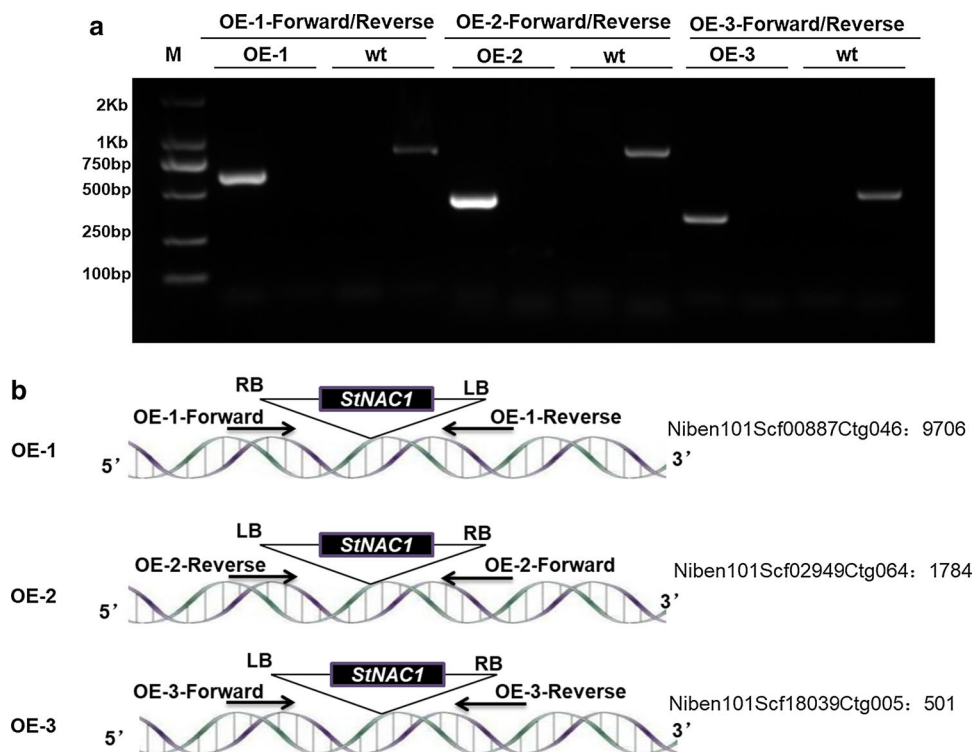 a
OE-1-Forward/Reverse OE-2-Forward/Reverse OE-3-Forward/Reverse
M OE-1 wt OE-2 wt OE-3 wt
2Kb
1Kb
750bp
500bp
250bp
100bp
b
RB StNAC1 LB
OE-1-Forward OE-1-Reverse
Niben101Scf00887Ctg046：9706
OE-1
5’ 3’
LB StNAC1 RB
OE-2-Reverse OE-2-Forward
Niben101Scf02949Ctg064：1784
OE-2
5’ 3’
LB StNAC1 RB
OE-3-Forward OE-3-Reverse
Niben101Scf18039Ctg005：501
OE-3
5’ 3’